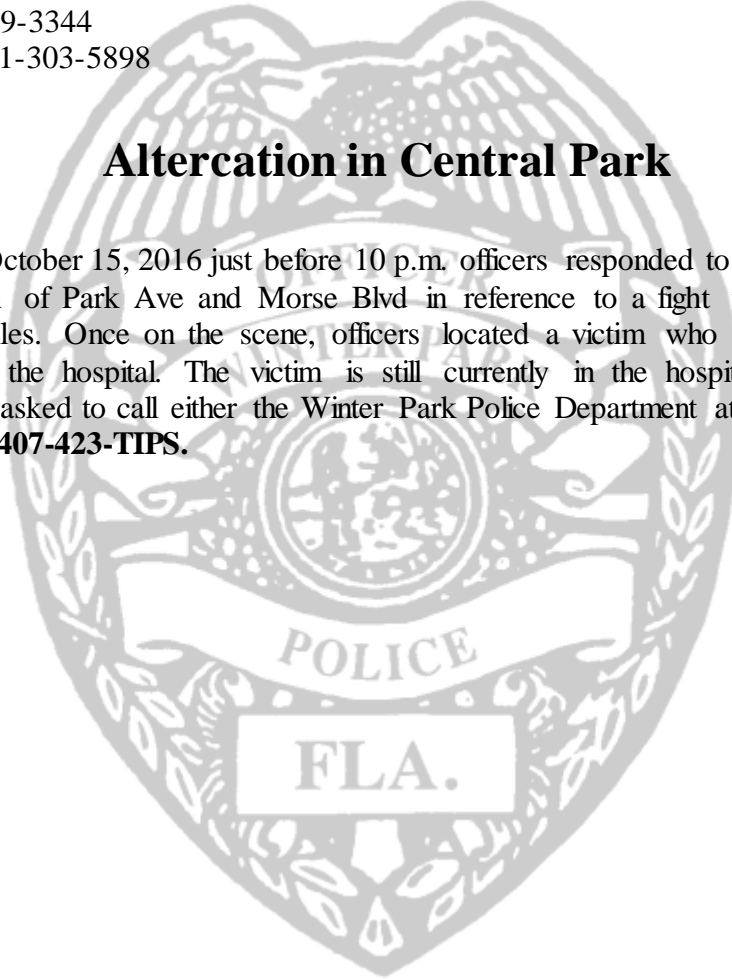 9-3344
1-303-5898
Altercation in Central Park
October 15, 2016 just before 10 p.m. officers responded to
of Park Ave and Morse Blvd in reference to a fight
les. Once on the scene, officers located a victim who
the hospital. The victim is still currently in the hospit
asked to call either the Winter Park Police Department at
407-423-TIPS.
OFFICER
WINTER PARK
POLICE
FLA.